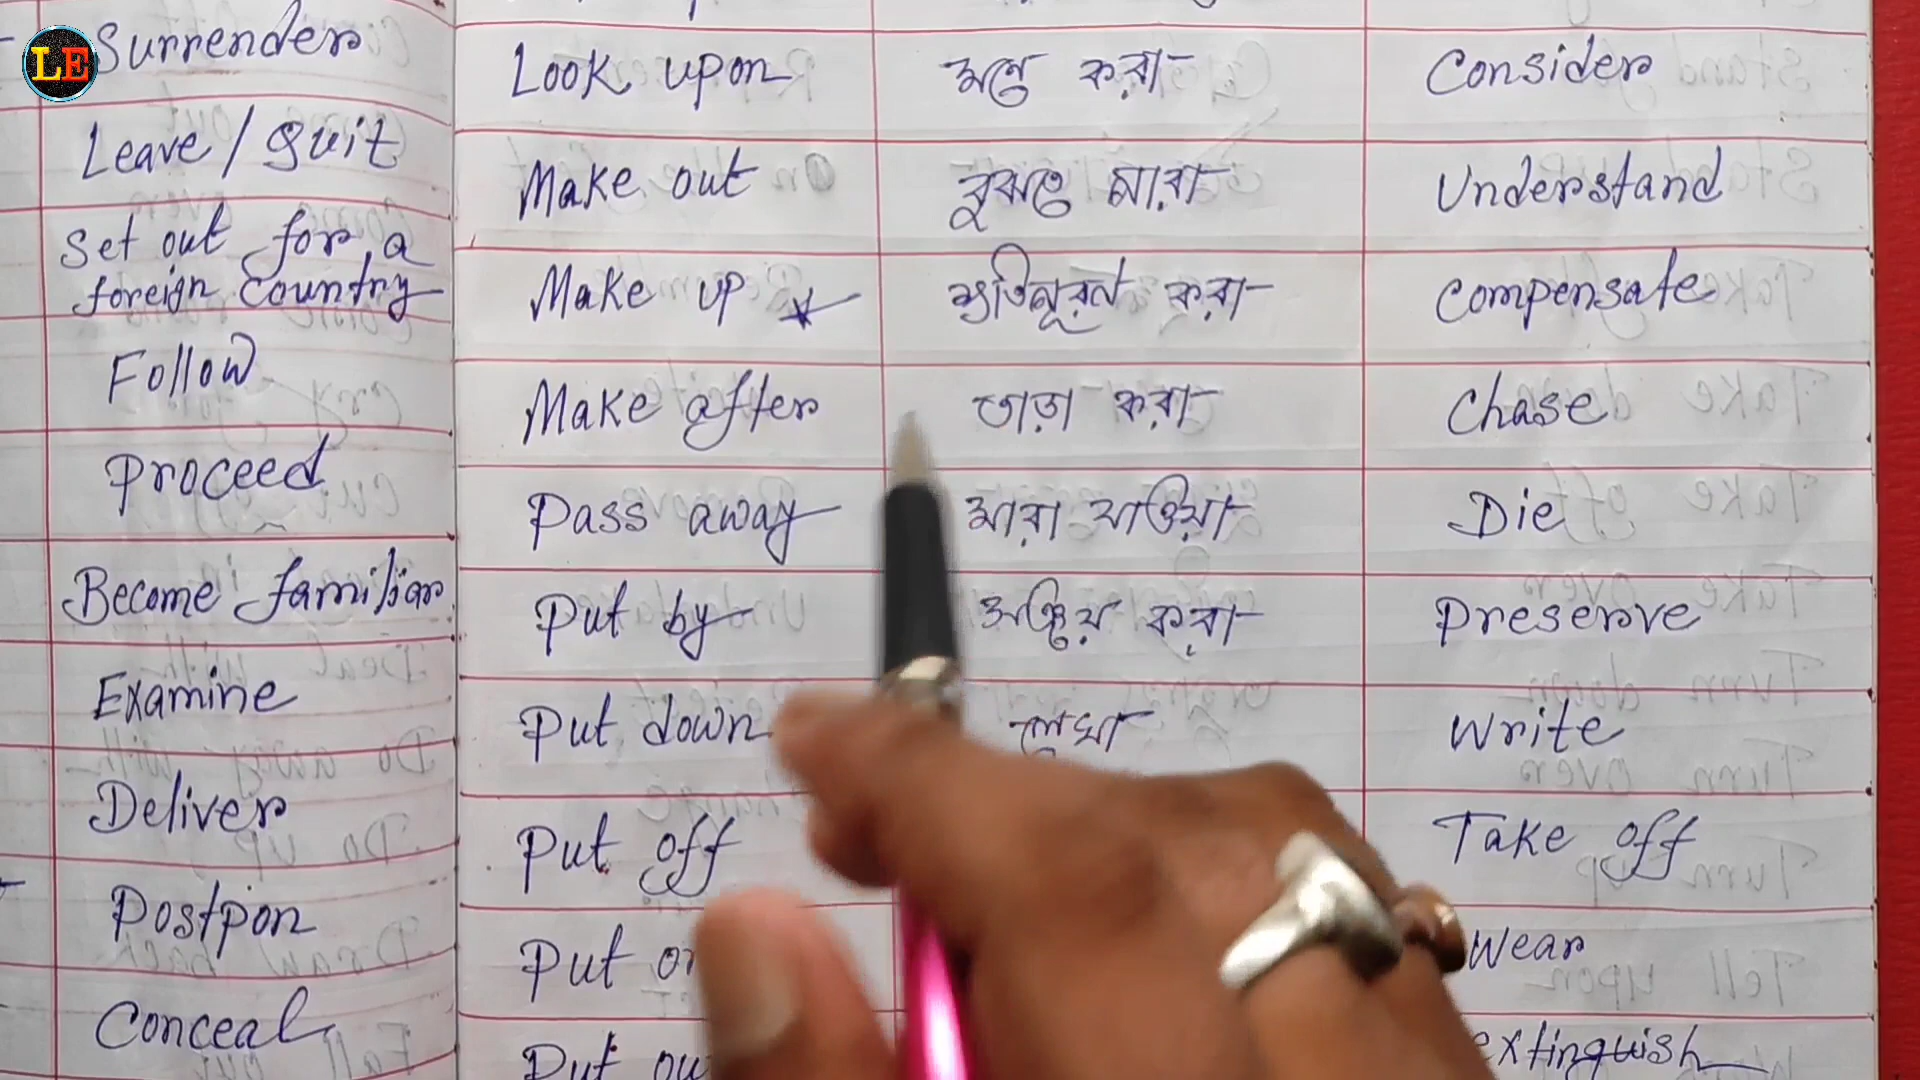 LE
Surrender
Leave / Quit
Set out for a
foreign Country
Follow
Proceed
Become familiar
Examine
Deliver
Postpon
Conceal
Look upon মনে করা Consider
Make out বুঝতে পারা Understand
Make up ক্ষতিপূরণ করা Compensate
Make after তাড়া করা Chase
Pass away মারা যাওয়া Die
Put by সঞ্চয় করা Preserve
Put down লেখা Write
Put off Take off
Put Wear
Put extinguish